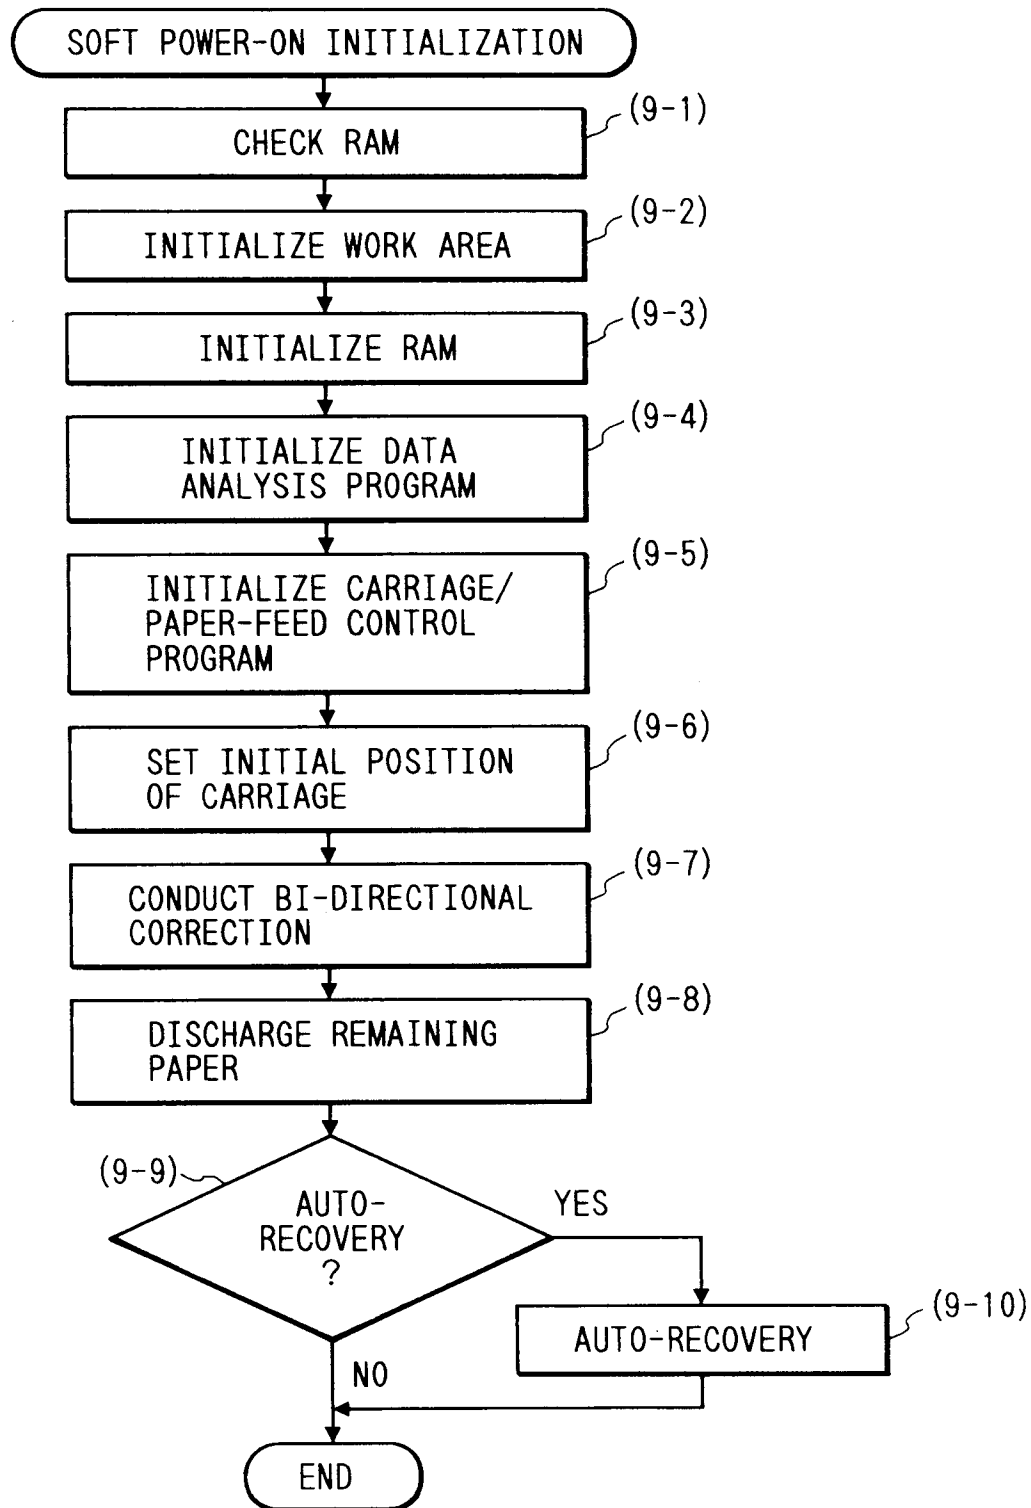 SOFT POWER-ON INITIALIZATION
(9-1)
CHECK RAM
(9-2)
INITIALIZE WORK AREA
(9-3)
INITIALIZE RAM
(9-4)
INITIALIZE DATA
ANALYSIS PROGRAM
(9-5)
INITIALIZE CARRIAGE/
PAPER-FEED CONTROL
PROGRAM
(9-6)
SET INITIAL POSITION
OF CARRIAGE
(9-7)
CONDUCT BI-DIRECTIONAL
CORRECTION
(9-8)
DISCHARGE REMAINING
PAPER
(9-9)
AUTO-
RECOVERY
?
YES
(9-10)
AUTO-RECOVERY
NO
END